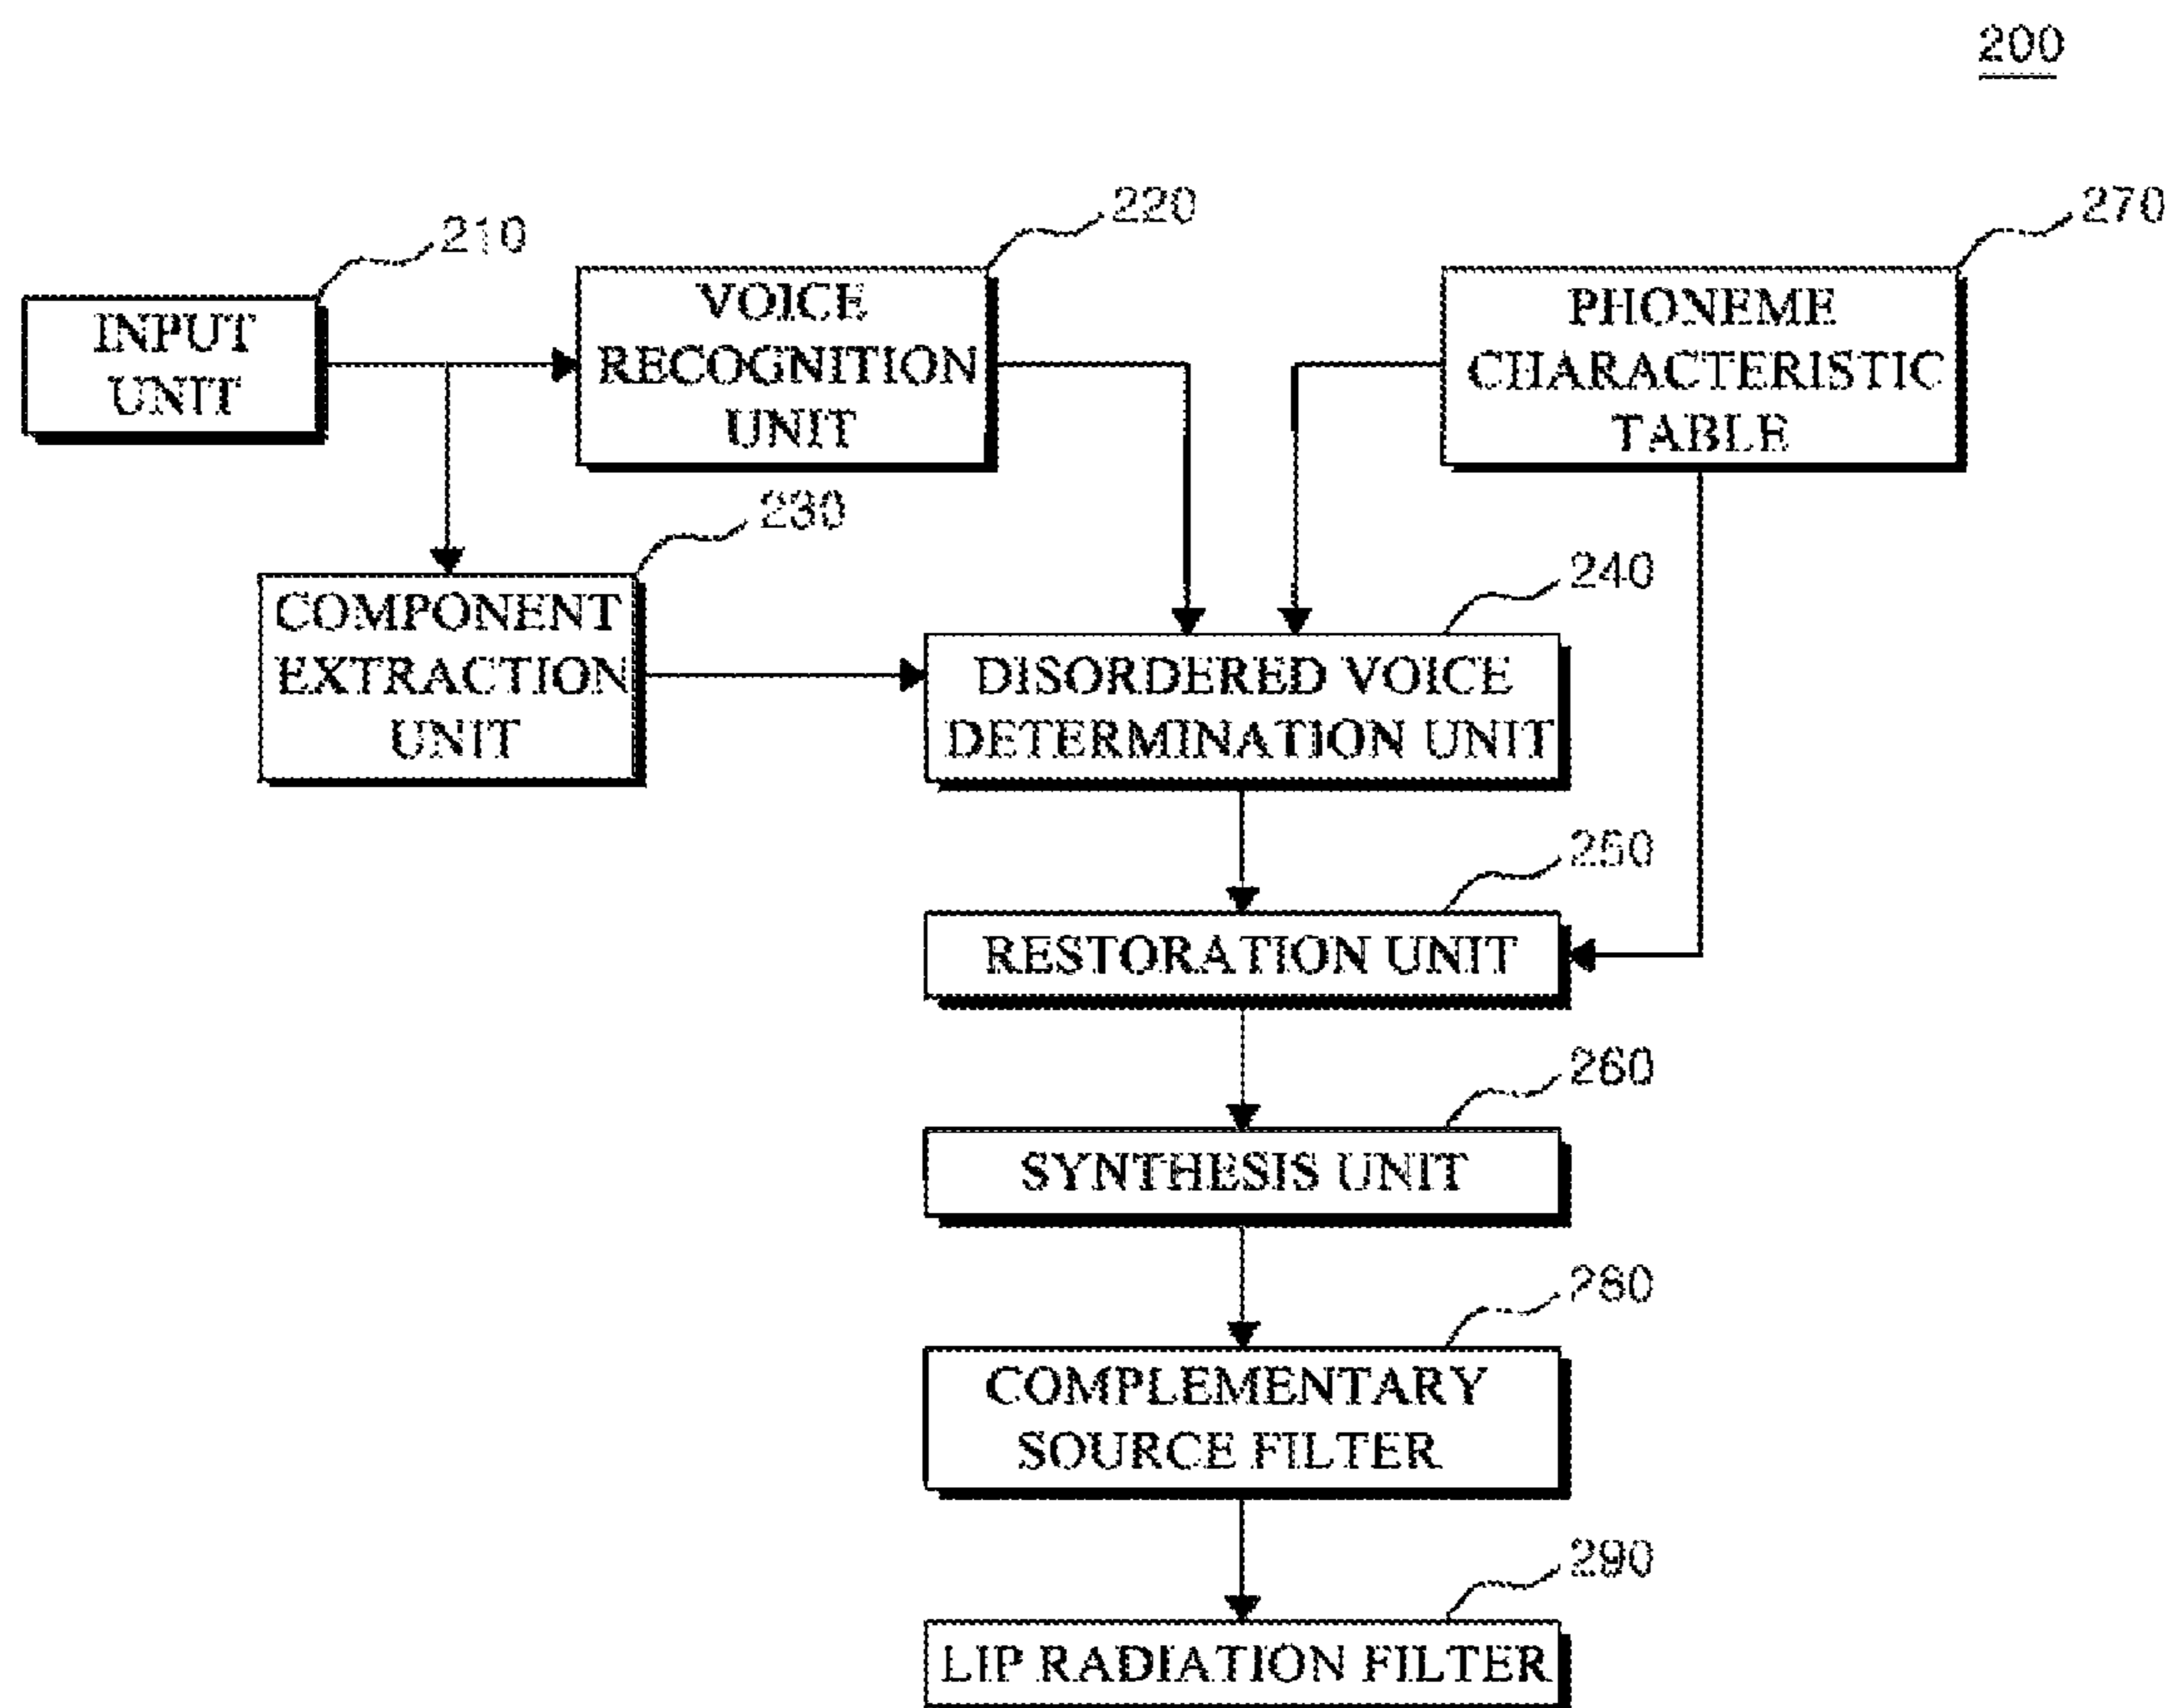 200
210
220
270
INPUT
UNIT
VOICE
RECOGNITION
UNIT
PHONEME
CHARACTERISTIC
TABLE
230
COMPONENT
EXTRACTION
UNIT
240
DISORDERED VOICE
DETERMINATION UNIT
250
RESTORATION UNIT
260
SYNTHESIS UNIT
280
COMPLEMENTARY
SOURCE FILTER
290
LIP RADIATION FILTER